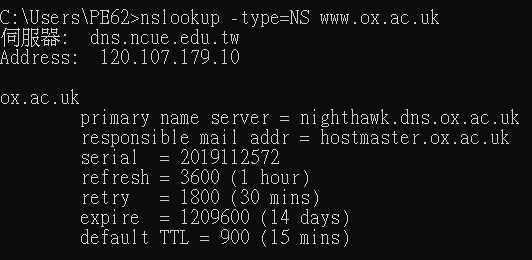 C:\Users\PE62>nslookup -type=NS www.ox.ac.uk
伺服器:  dns.ncue.edu.tw
Address:  120.107.179.10

ox.ac.uk
        primary name server = nighthawk.dns.ox.ac.uk
        responsible mail addr = hostmaster.ox.ac.uk
        serial  = 2019112572
        refresh = 3600 (1 hour)
        retry   = 1800 (30 mins)
        expire  = 1209600 (14 days)
        default TTL = 900 (15 mins)